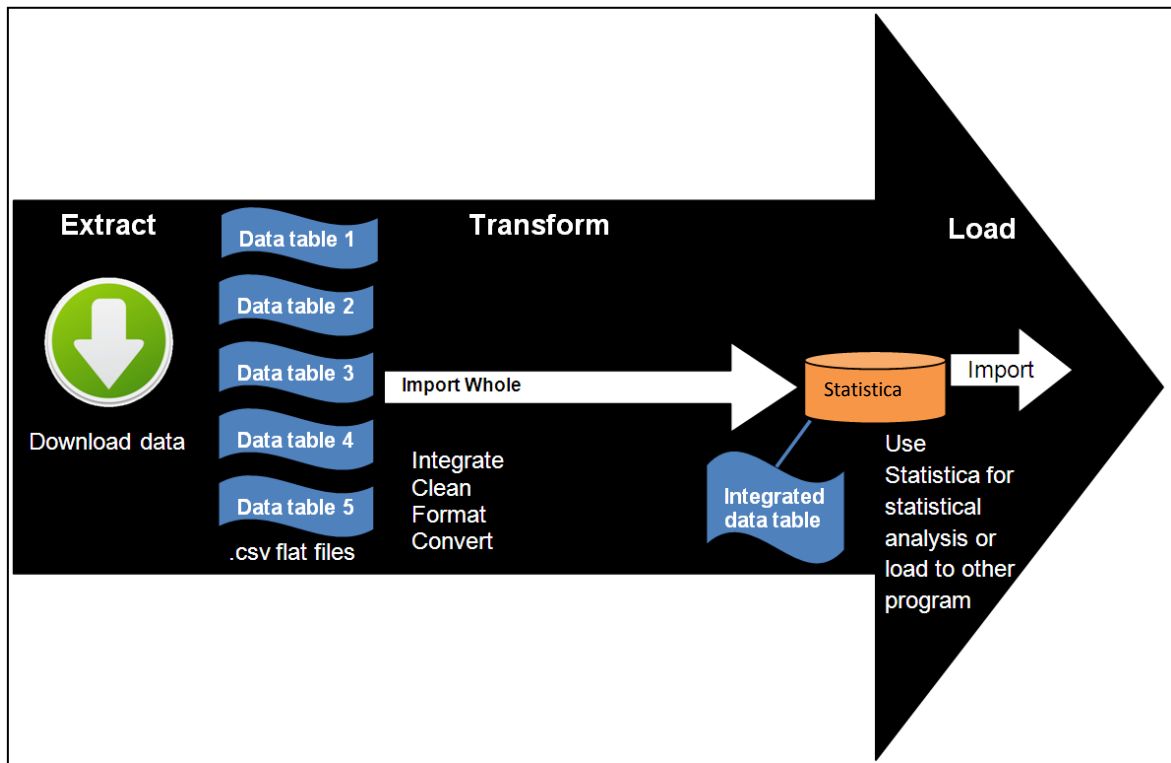 Extract
Download data
Data table 1
Data table 2
Data table 3
Data table 4
Data table 5
.csv flat files
Transform
Import Whole
Integrate
Clean
Format
Convert
Statistica
Integrated
data table
Load
Import
Use
Statistica for
statistical
analysis or
load to other
program